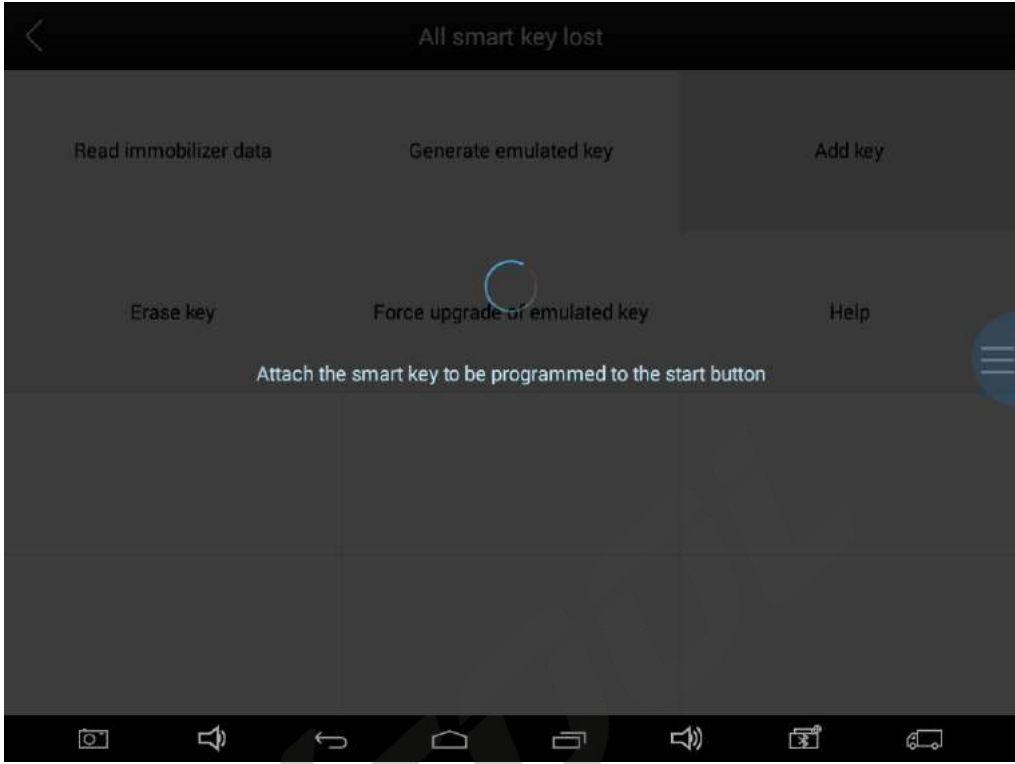 All smart key lost
Read immobilizer data
Generate emulated key
Add key
Erase key
Force upgrade of emulated key
Help
Attach the smart key to be programmed to the start button